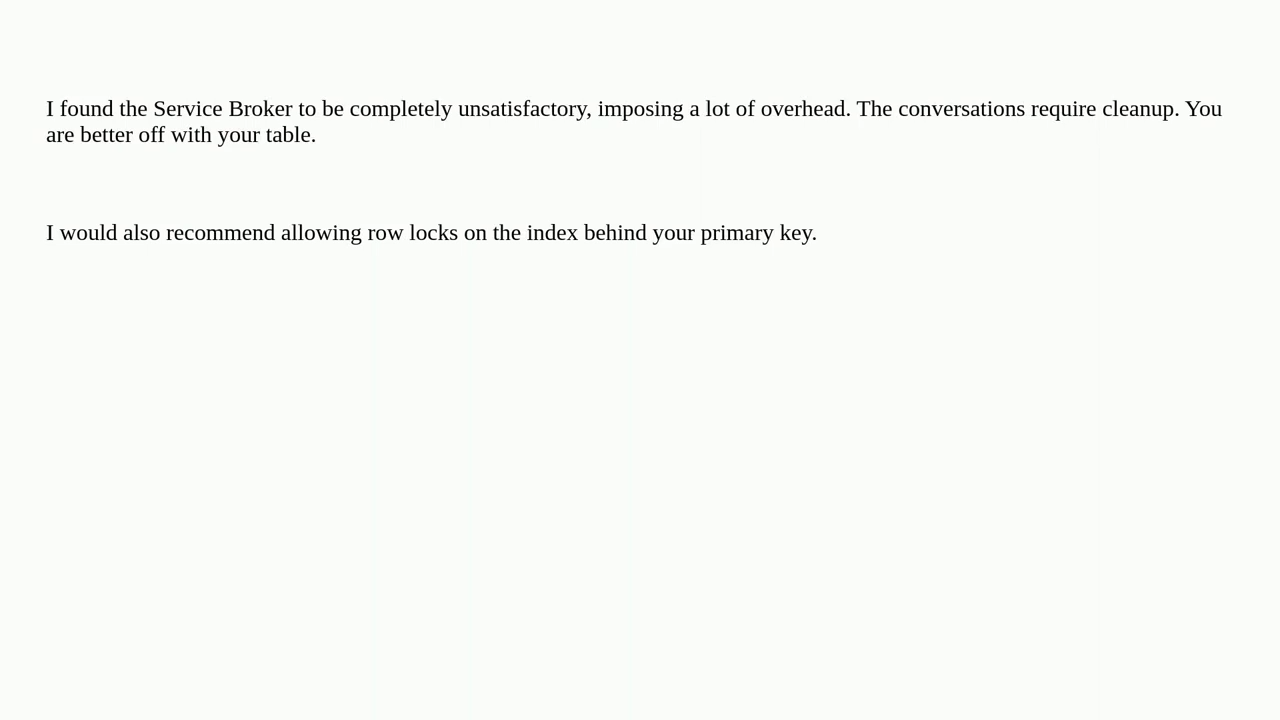 I found the Service Broker to be completely unsatisfactory, imposing a lot of overhead. The conversations require cleanup. You
are better off with your table.
I would also recommend allowing row locks on the index behind your primary key.